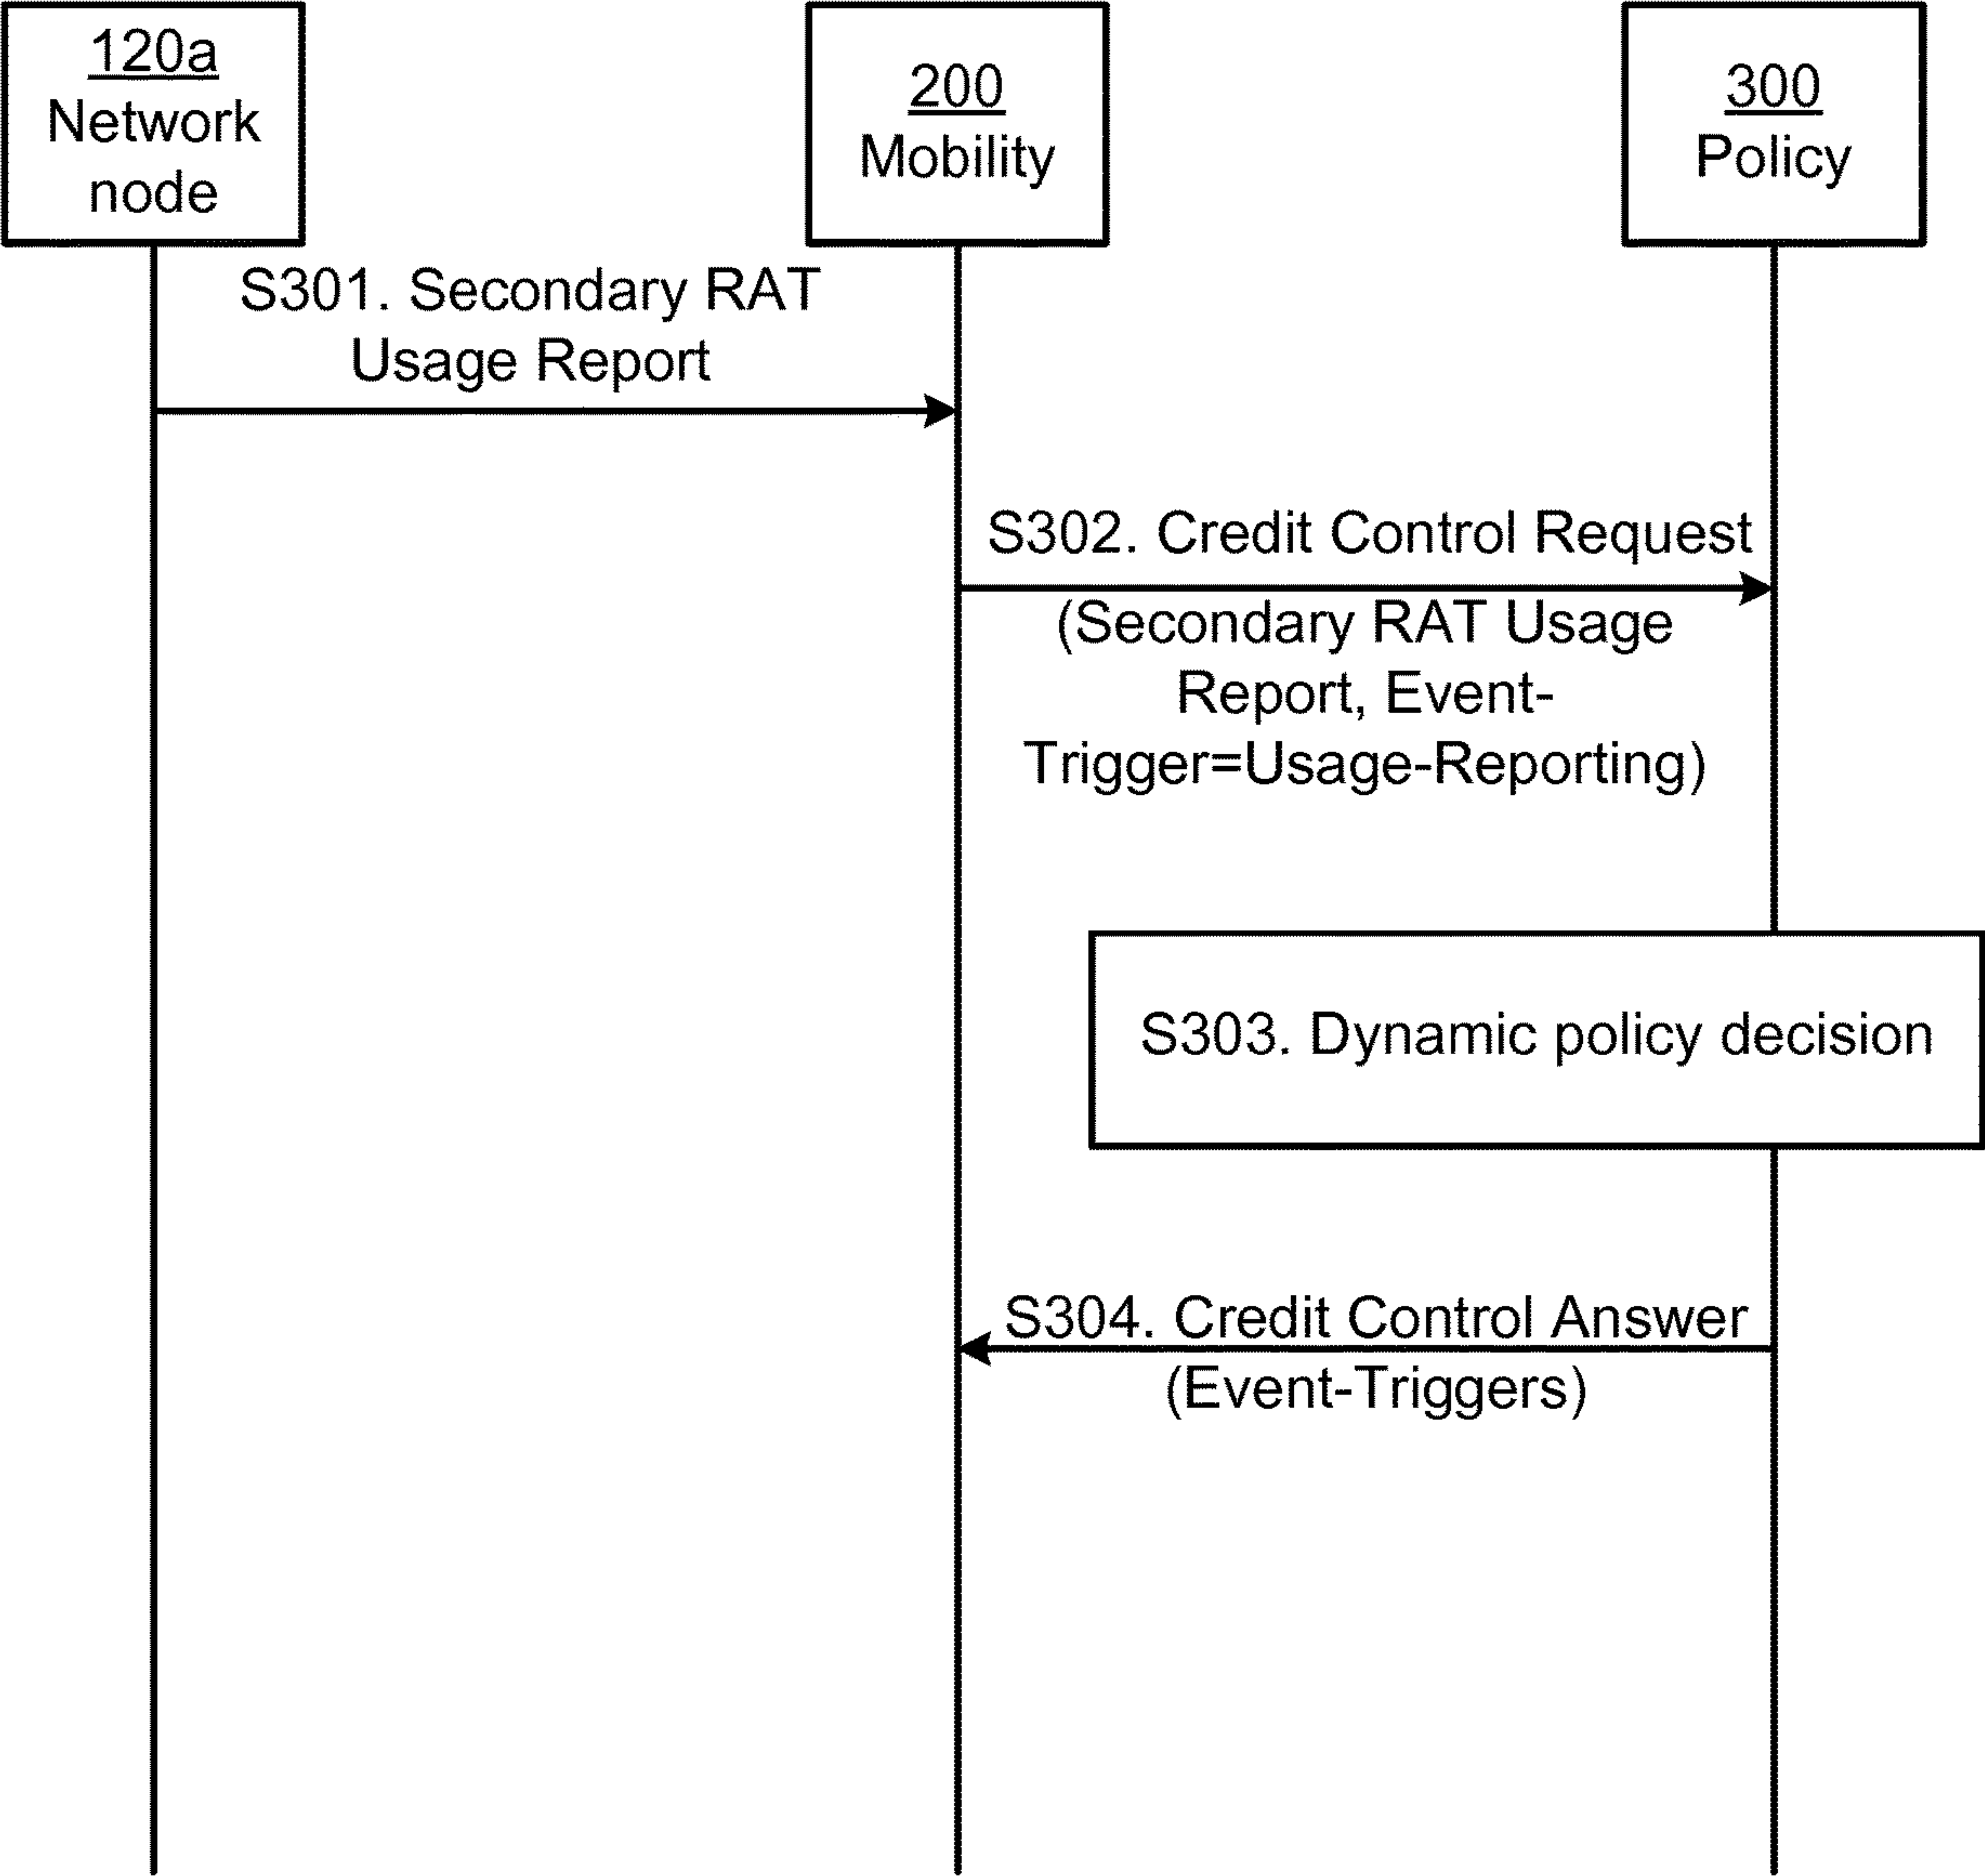 120a
Network
node
200
Mobility
300
Policy
S301. Secondary RAT
Usage Report
S302. Credit Control Request
(Secondary RAT Usage
Report, Event-
Trigger=Usage-Reporting)
S303. Dynamic policy decision
S304. Credit Control Answer
(Event-Triggers)